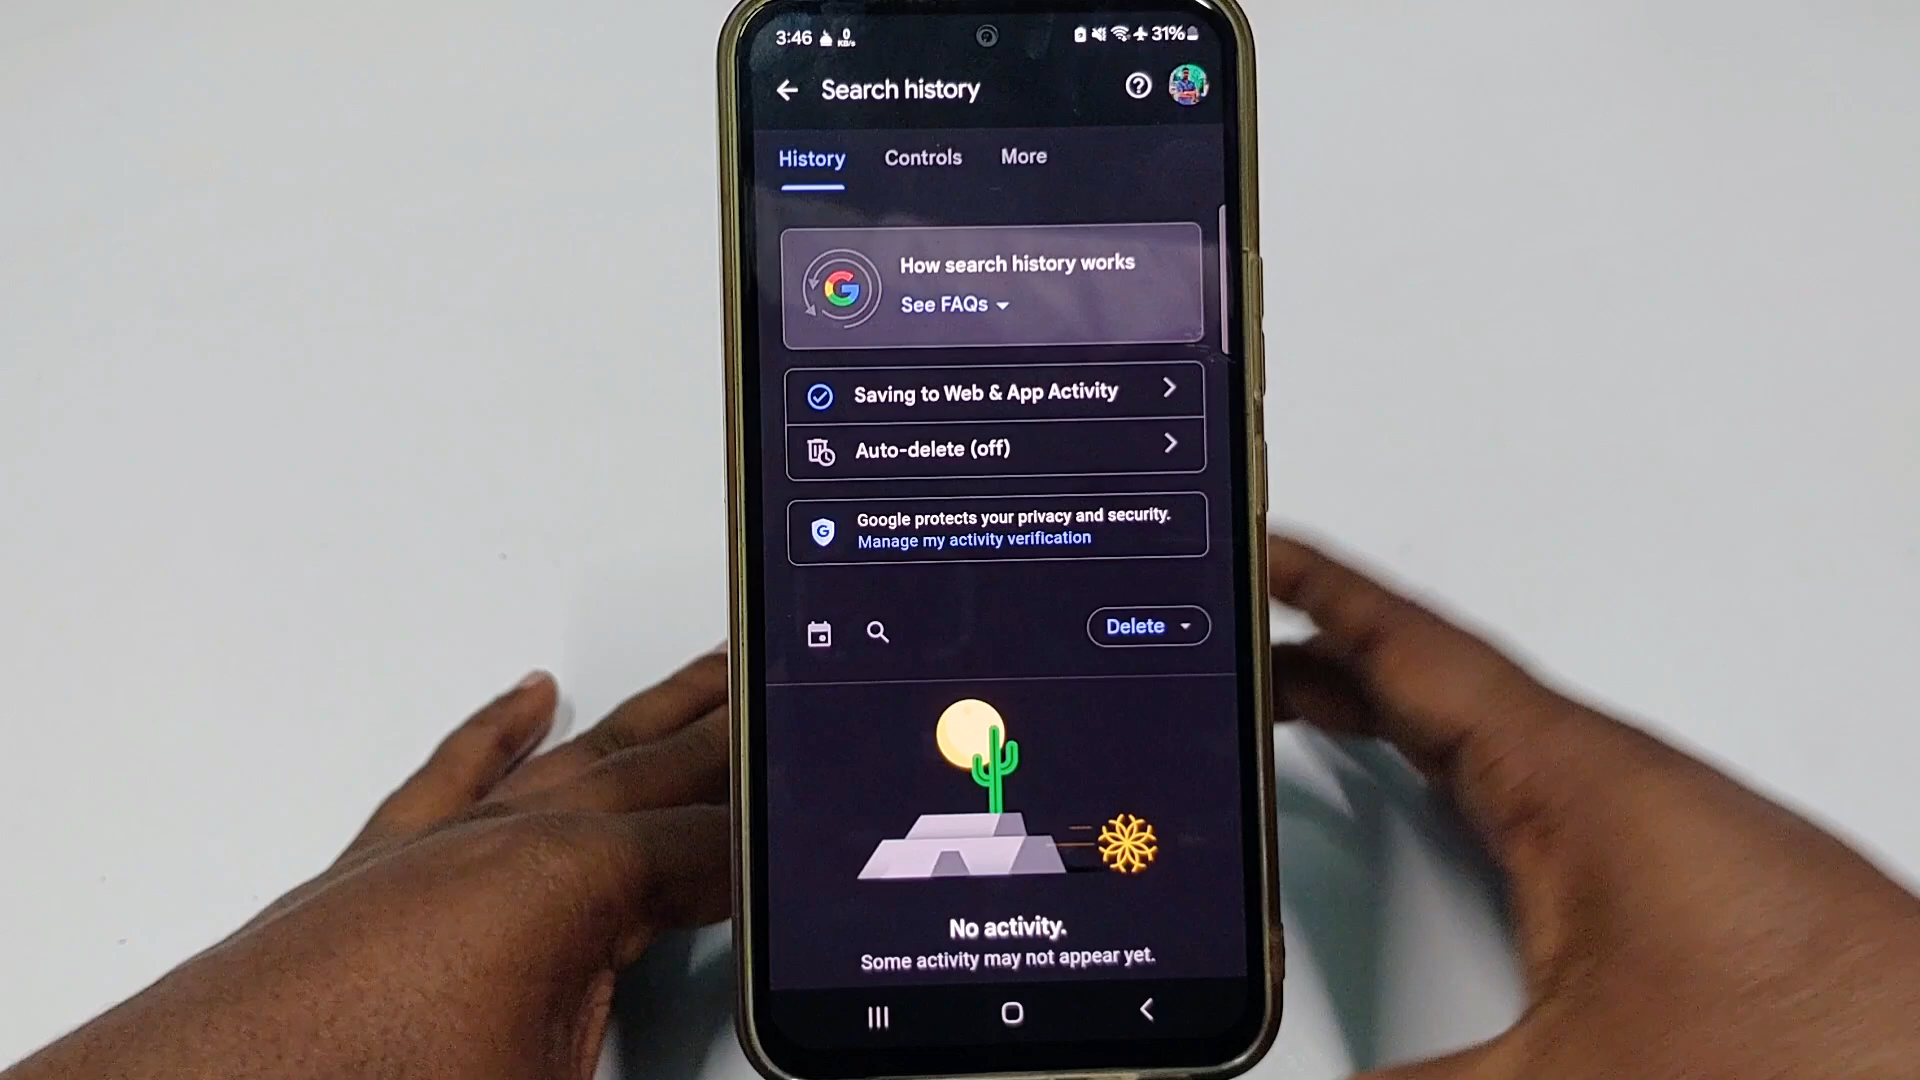 3:46 0 KB/s 31%
Search history
History Controls More
How search history works
See FAQs
Saving to Web & App Activity
Auto-delete (off)
Google protects your privacy and security.
Manage my activity verification
Delete
No activity.
Some activity may not appear yet.